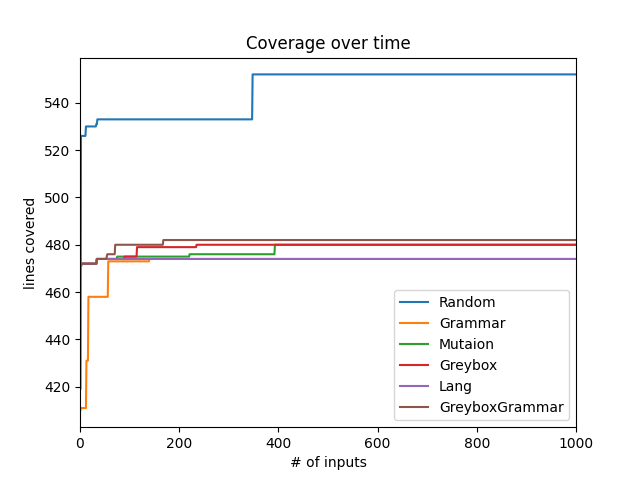 Coverage over time
lines covered
540
520
500
480
460
440
420
0
200
400
600
800
1000
# of inputs
Random
Grammar
Mutaion
Greybox
Lang
GreyboxGrammar